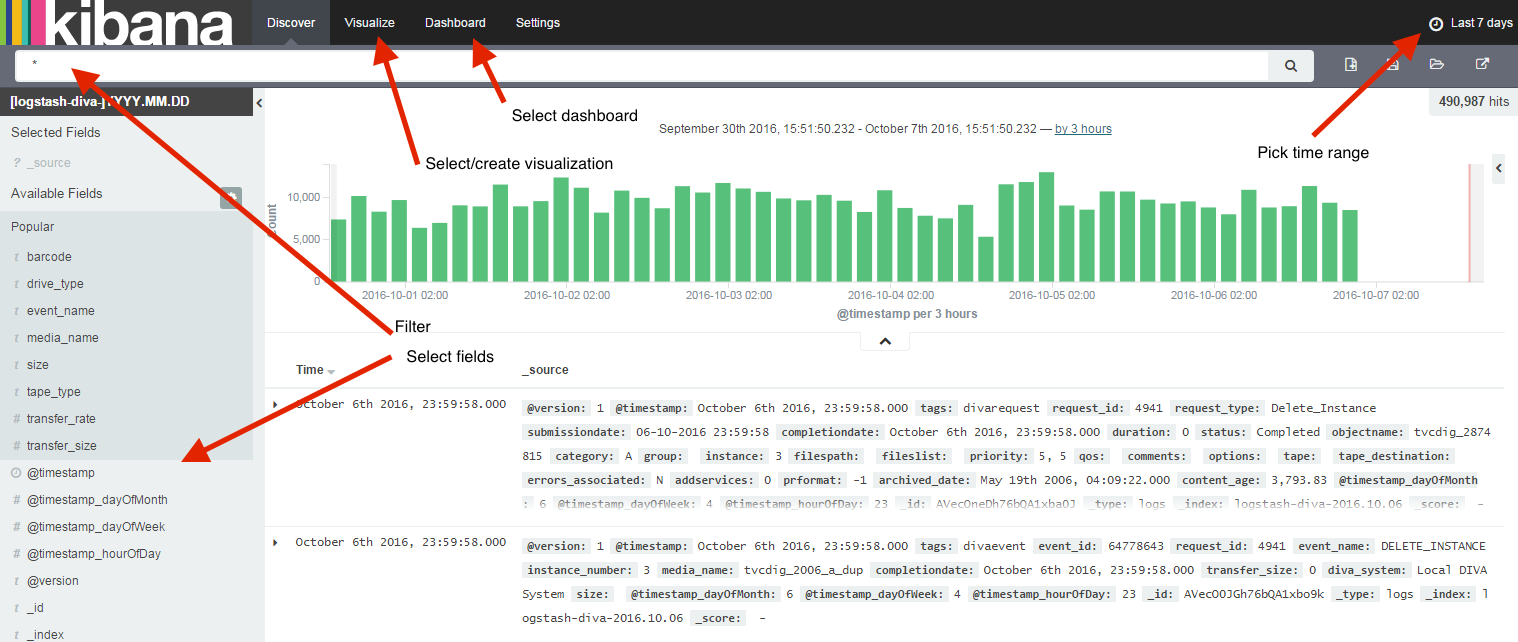 kibana Discover Visualize Dashboard Settings Last 7 days
*
[logstash-diva-]YYYY.MM.DD
490,987 hits
Select dashboard
September 30th 2016, 15:51:50.232 - October 7th 2016, 15:51:50.232 — by 3 hours
Select/create visualization
Pick time range
Selected Fields
? _source
Available Fields
Popular
t barcode
t drive_type
t event_name
t media_name
t size
t tape_type
# transfer_rate
# transfer_size
@timestamp
# @timestamp_dayOfMonth
# @timestamp_dayOfWeek
# @timestamp_hourOfDay
t @version
t _id
t _index
Count
10,000
5,000
0
2016-10-01 02:00 2016-10-02 02:00 2016-10-03 02:00 2016-10-04 02:00 2016-10-05 02:00 2016-10-06 02:00 2016-10-07 02:00
@timestamp per 3 hours
Filter
Select fields
Time _source
October 6th 2016, 23:59:58.000
@version: 1 @timestamp: October 6th 2016, 23:59:58.000 tags: divarequest request_id: 4941 request_type: Delete_Instance
submissiondate: 06-10-2016 23:59:58 completiondate: October 6th 2016, 23:59:58.000 duration: 0 status: Completed objectname: tvcdig_2874
815 category: A group: instance: 3 filespath: fileslist: priority: 5, 5 qos: comments: options: tape: tape_destination:
errors_associated: N addservices: 0 prformat: -1 archived_date: May 19th 2006, 04:09:22.000 content_age: 3,793.83 @timestamp_dayOfMonth
: 6 @timestamp_dayOfWeek: 4 @timestamp_hourOfDay: 23 _id: AVecOneDh76bQA1xbaOJ _type: logs _index: logstash-diva-2016.10.06 _score: -
October 6th 2016, 23:59:58.000
@version: 1 @timestamp: October 6th 2016, 23:59:58.000 tags: divaevent event_id: 64778643 request_id: 4941 event_name: DELETE_INSTANCE
instance_number: 3 media_name: tvcdig_2006_a_dup completiondate: October 6th 2016, 23:59:58.000 transfer_size: 0 diva_system: Local DIVA
System size: @timestamp_dayOfMonth: 6 @timestamp_dayOfWeek: 4 @timestamp_hourOfDay: 23 _id: AVecOOJGh76bQA1xbo9k _type: logs _index: l
ogstash-diva-2016.10.06 _score: -